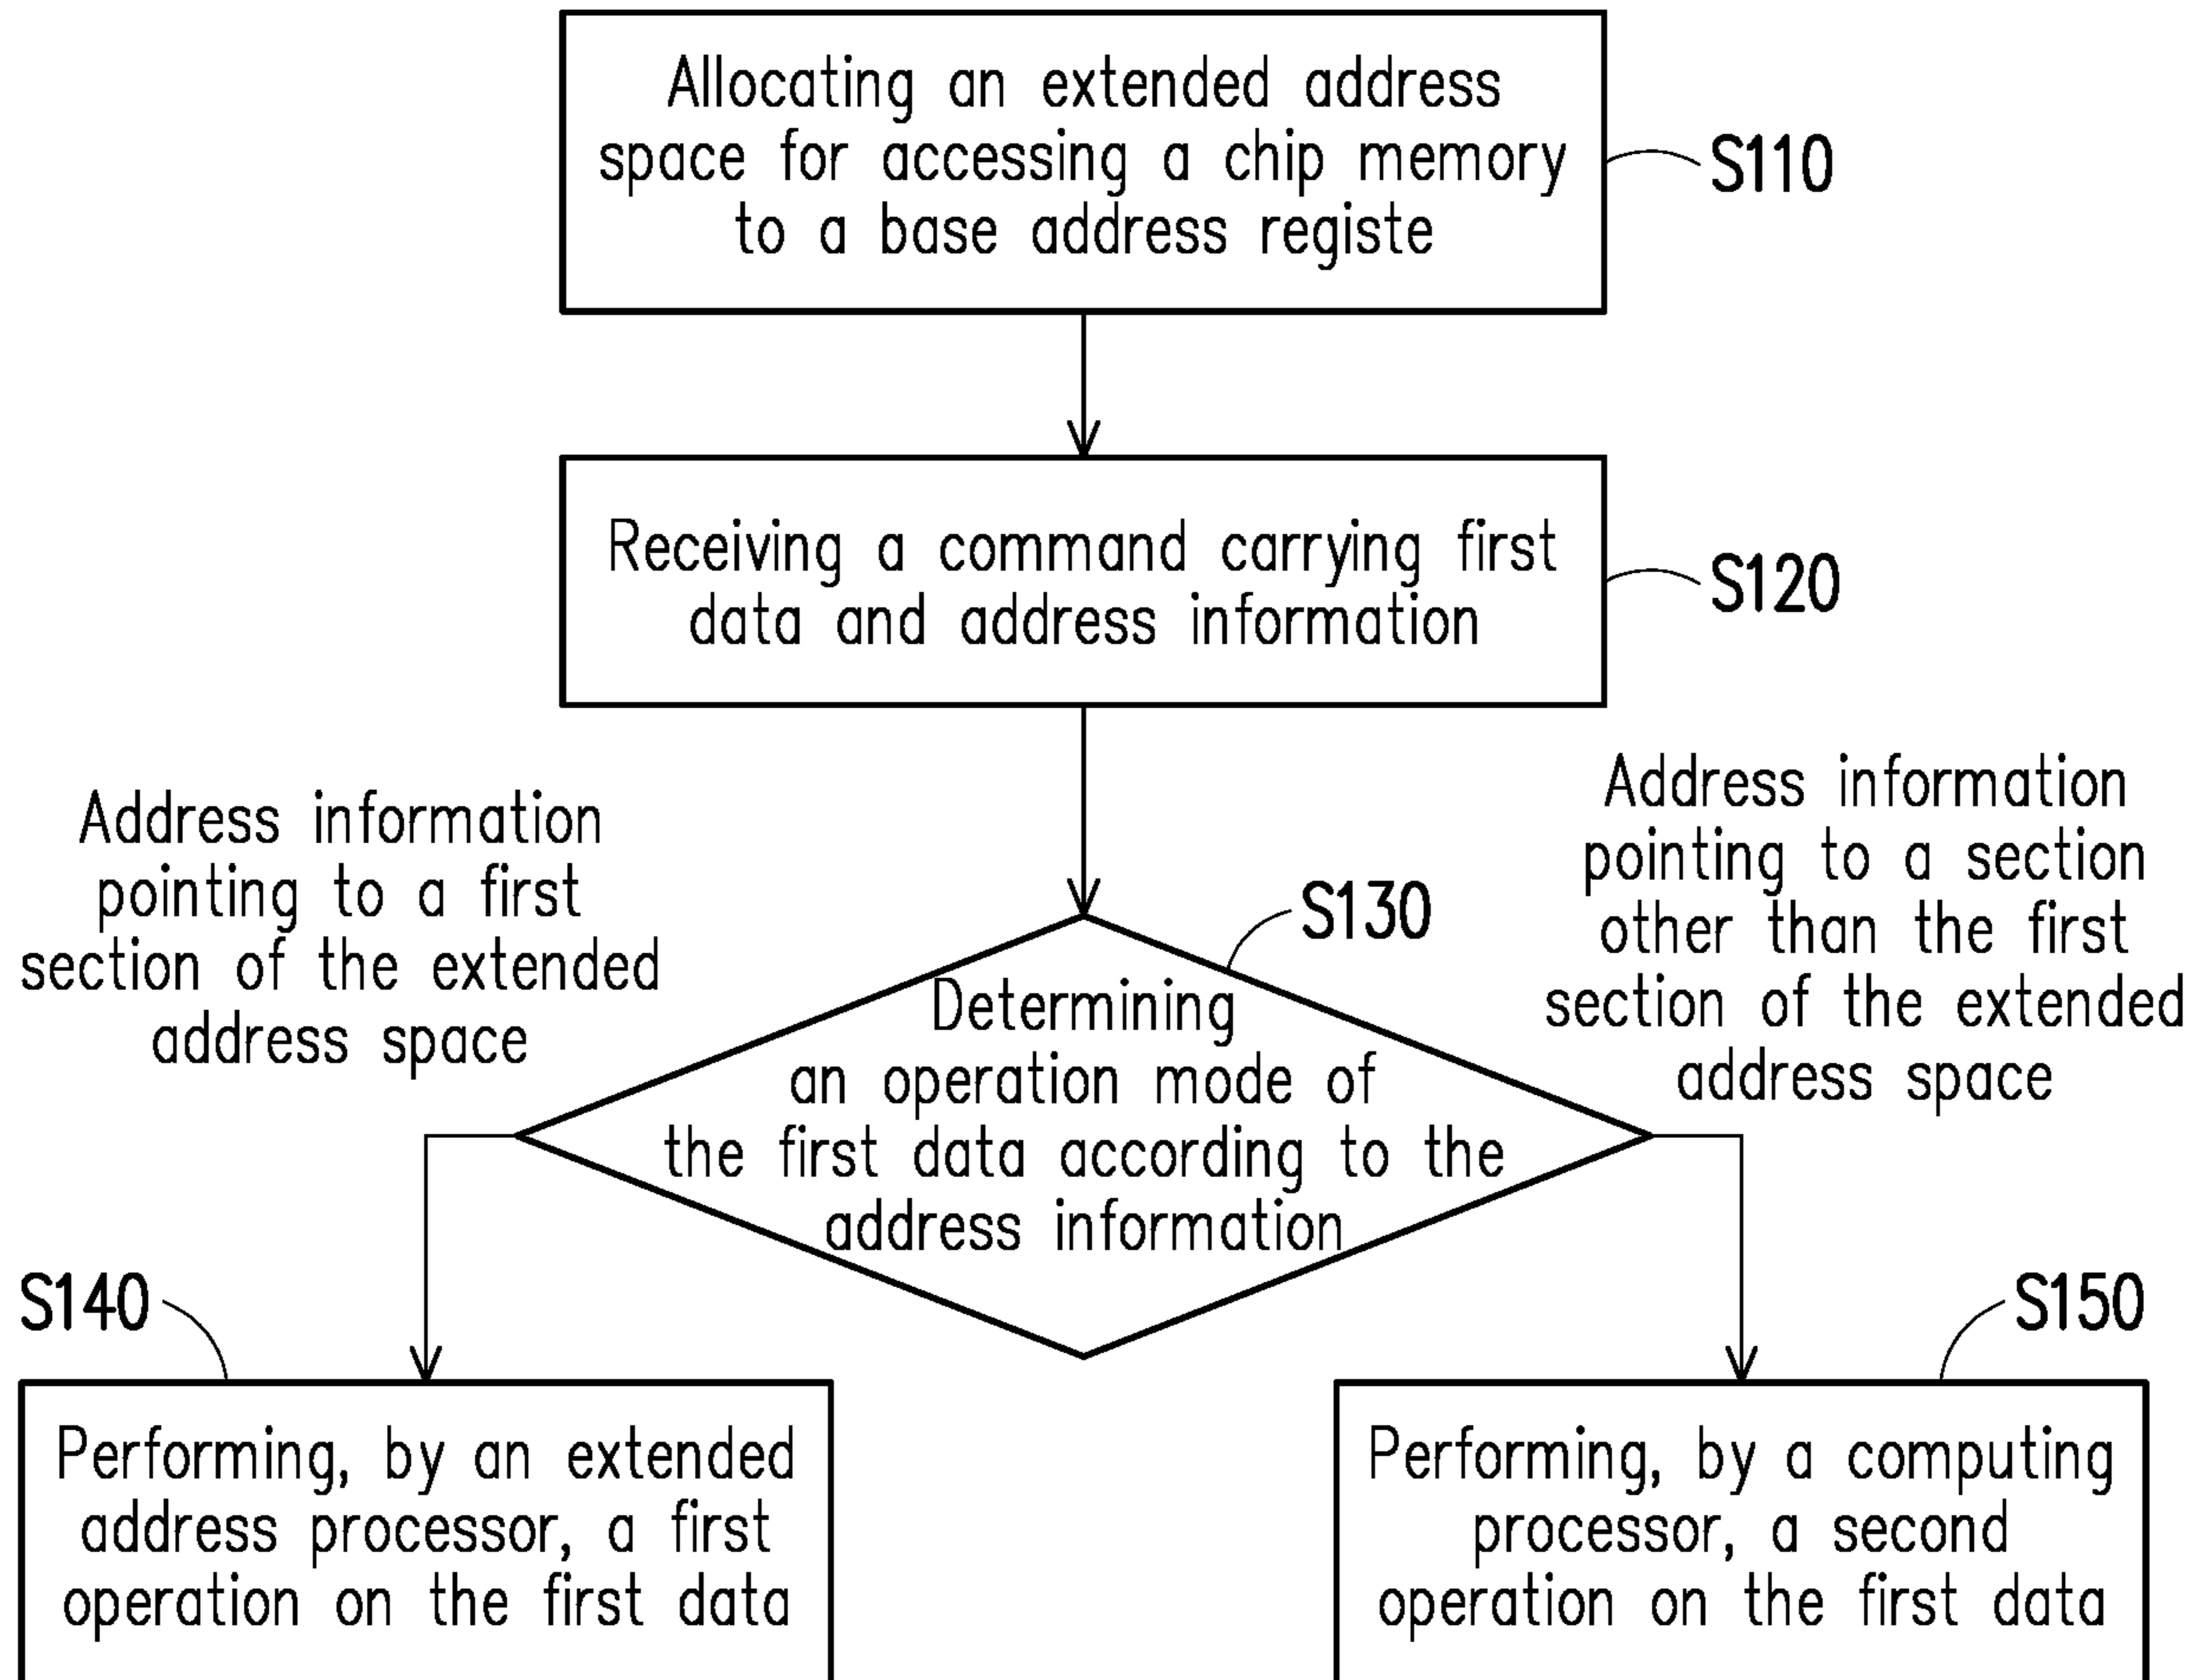 Allocating an extended address
space for accessing a chip memory
to a base address registe
S110
Receiving a command carrying first
data and address information
S120
Address information
pointing to a first
section of the extended
address space
Address information
pointing to a section
other than the first
section of the extended
address space
S130
Determining
an operation mode of
the first data according to the
address information
S140
Performing, by an extended
address processor, a first
operation on the first data
S150
Performing, by a computing
processor, a second
operation on the first data